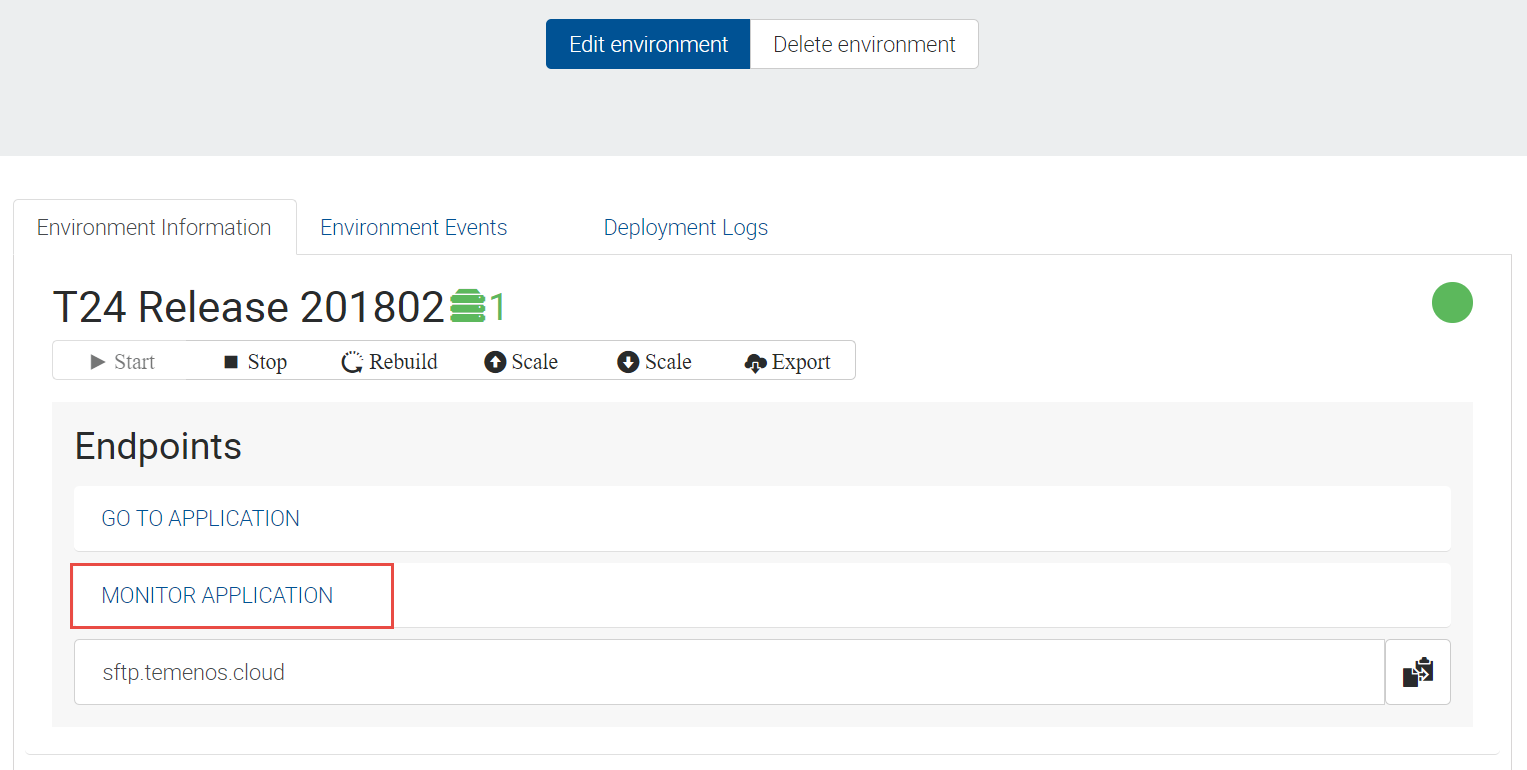 Edit environment Delete environment
Environment Information Environment Events Deployment Logs
T24 Release 201802 1
Start Stop Rebuild Scale Scale Export
Endpoints
GO TO APPLICATION
MONITOR APPLICATION
sftp.temenos.cloud